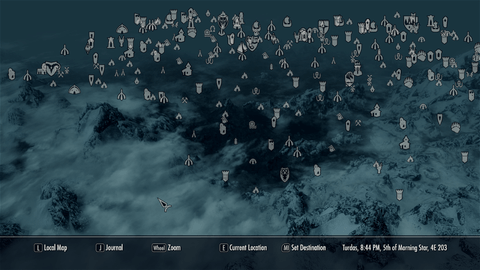 L Local Map J Journal Wheel Zoom E Current Location M1 Set Destination Turdas, 8:44 PM, 5th of Morning Star, 4E 203